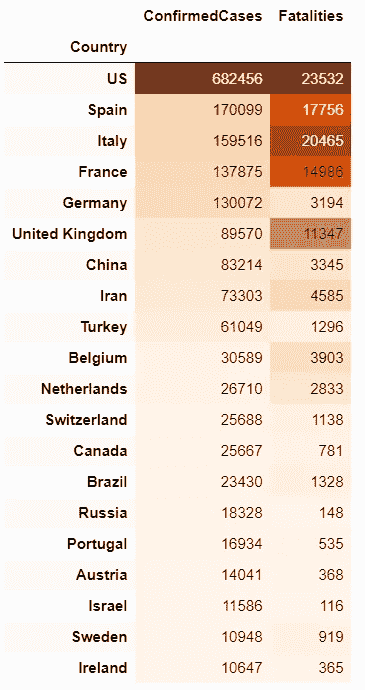 ConfirmedCases Fatalities
Country
US 682456 23532
Spain 170099 17756
Italy 159516 20465
France 137875 14986
Germany 130072 3194
United Kingdom 89570 11347
China 83214 3345
Iran 73303 4585
Turkey 61049 1296
Belgium 30589 3903
Netherlands 26710 2833
Switzerland 25688 1138
Canada 25667 781
Brazil 23430 1328
Russia 18328 148
Portugal 16934 535
Austria 14041 368
Israel 11586 116
Sweden 10948 919
Ireland 10647 365